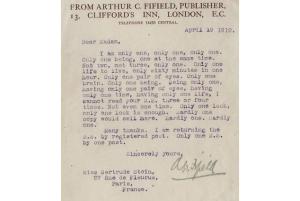 FROM ARTHUR C. FIFIELD, PUBLISHER,
13, CLIFFORD'S INN, LONDON, E.C.
TELEPHONE 14430 CENTRAL.
April 19 1912.
Dear Madam,
I am only one, only one, only one.
Only one being, one at the same time.
Not two, not three, only one. Only one
life to live, only sixty minutes in one
hour. Only one pair of eyes. Only one
brain. Only one being. Being only one,
having only one pair of eyes, having
only one time, having only one life, I
cannot read your M.S. three or four
times. Not even one time. Only one look,
only one look is enough. Hardly one
copy would sell here. Hardly one. Hardly
one.
Many thanks. I am returning the
M.S. by registered post. Only one M.S.
by one post.
Sincerely yours,
Miss Gertrude Stein,
27 Rue de Fleurus,
Paris,
France.